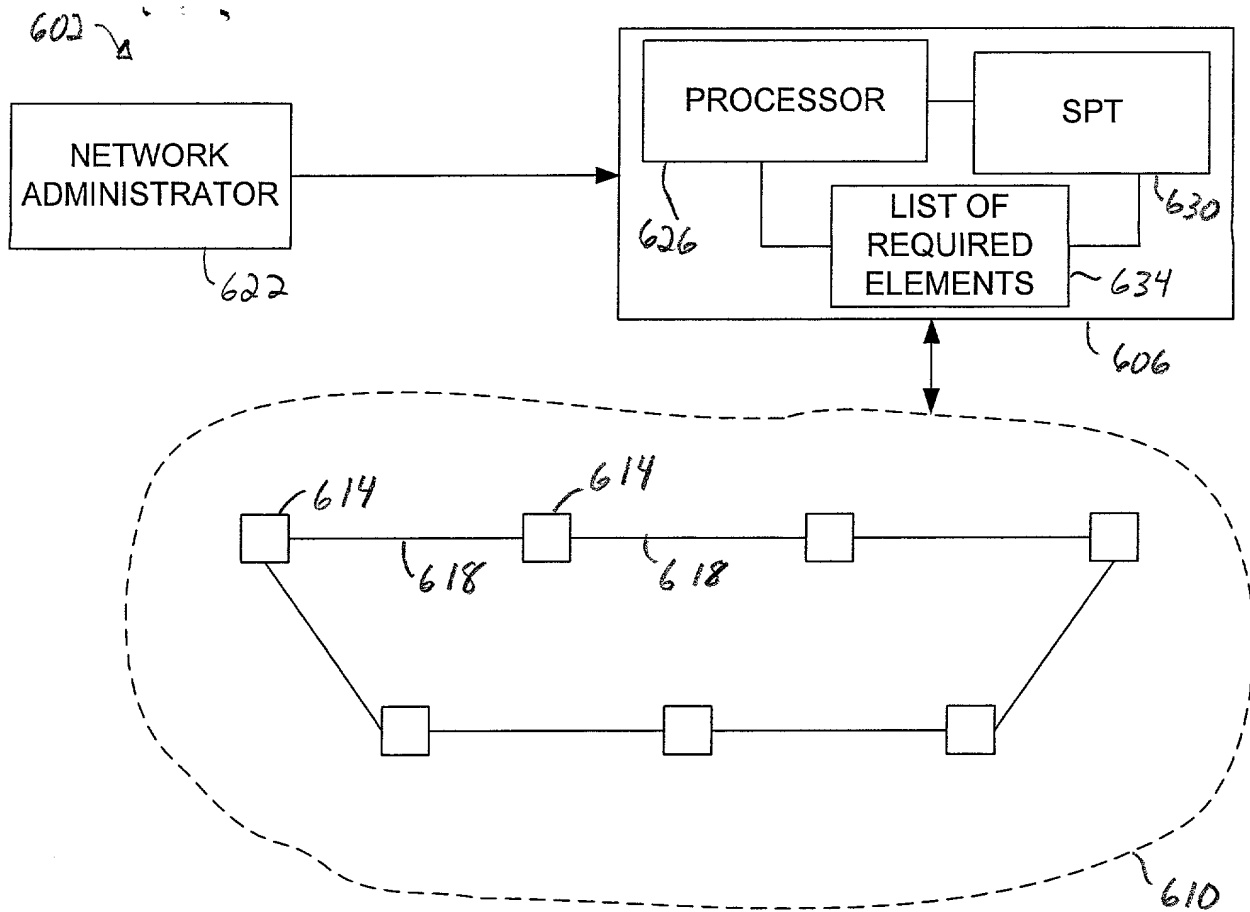 602
NETWORK
ADMINISTRATOR
622
PROCESSOR
SPT
626
630
LIST OF
REQUIRED
ELEMENTS
634
606
614
614
618
618
610